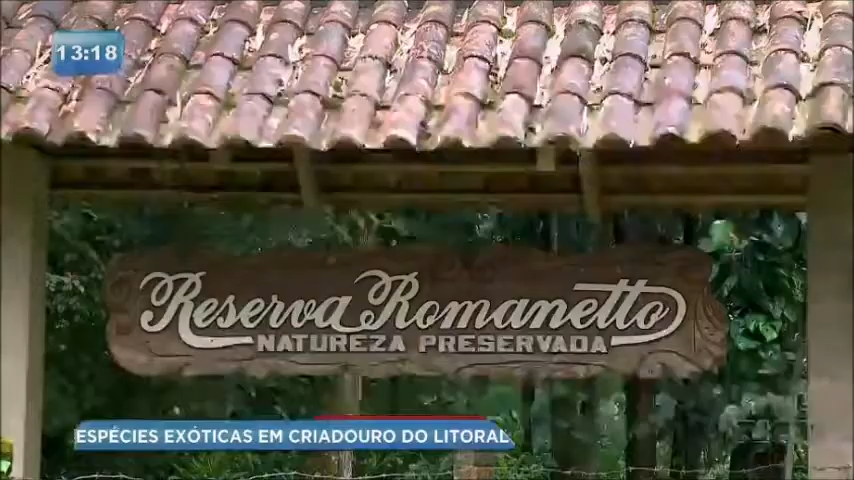 13:18
Reserva Romanetto
NATUREZA PRESERVADA
ESPÉCIES EXÓTICAS EM CRIADOURO DO LITORAL